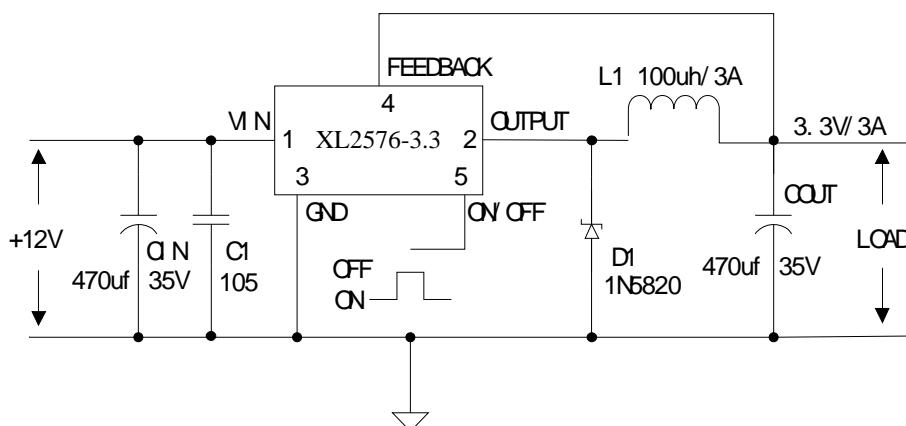 FEEDBACK
L1 100uh/3A
4
VIN
1
XL2576-3.3
2
OUTPUT
3.3V/3A
3
5
GND
ON/OFF
COUT
+12V
CIN
C1
OFF
D1
LOAD
470uf
35V
105
ON
1N5820
470uf
35V